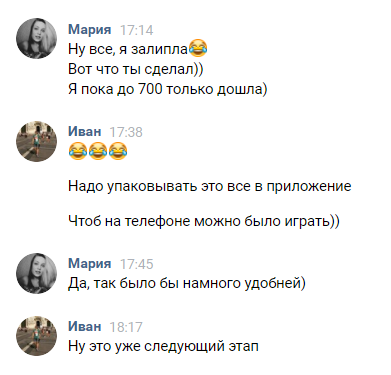 Мария 17:14
Ну все, я залипла😂
Вот что ты сделал))
Я пока до 700 только дошла)
Иван 17:38
😂😂😂
Надо упаковывать это все в приложение
Чтоб на телефоне можно было играть))
Мария 17:45
Да, так было бы намного удобней)
Иван 18:17
Ну это уже следующий этап